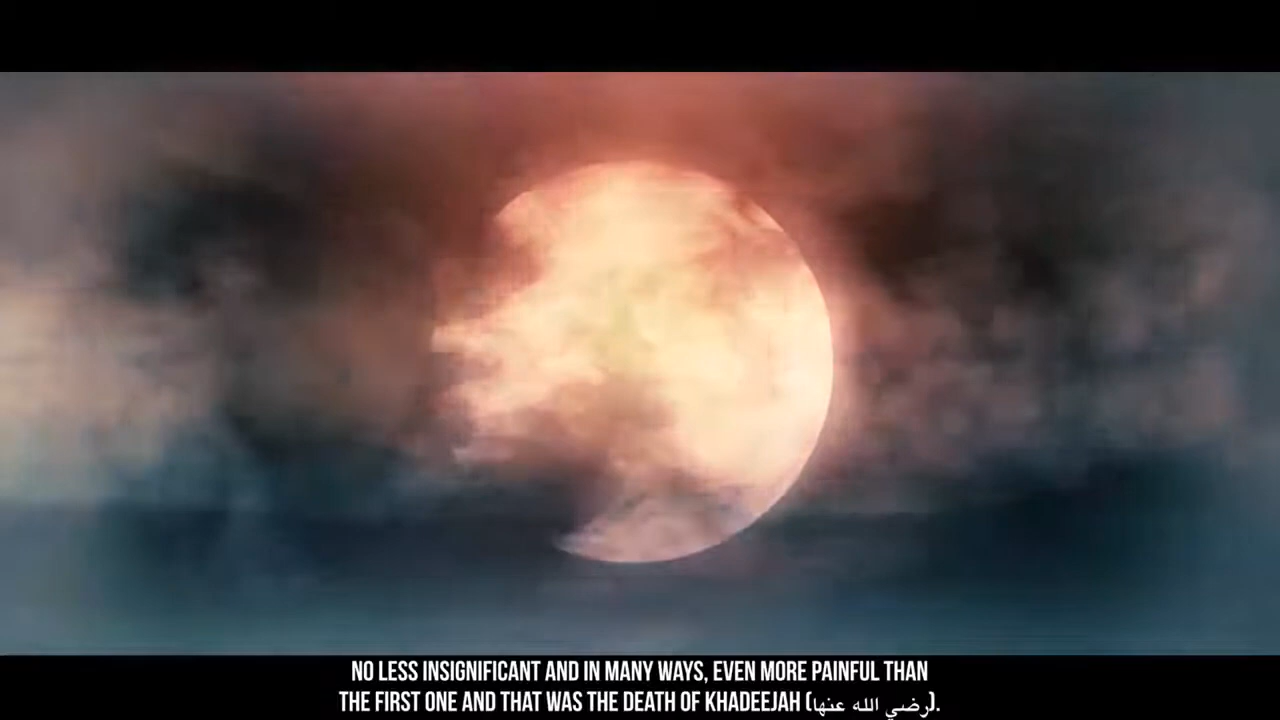 NO LESS INSIGNIFICANT AND IN MANY WAYS, EVEN MORE PAINFUL THAN
THE FIRST ONE AND THAT WAS THE DEATH OF KHADEEJAH (رضي الله عنها).